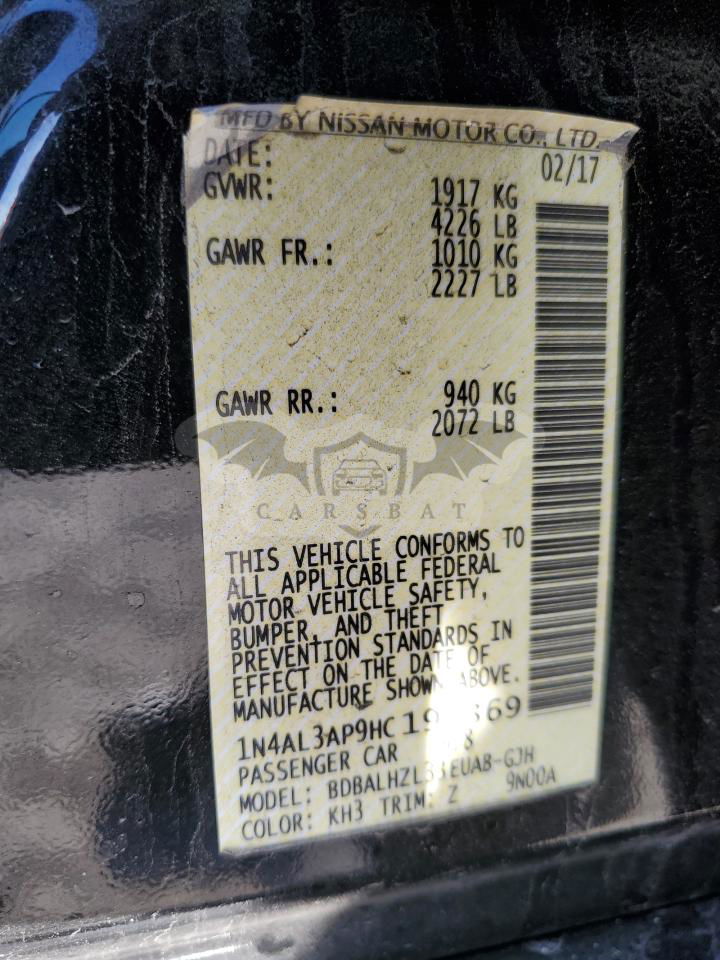 MFD BY NISSAN MOTOR CO., LTD.
DATE: 02/17
GVWR: 1917 KG
4226 LB
GAWR FR.: 1010 KG
2227 LB
GAWR RR.: 940 KG
2072 LB
CARSBAT
THIS VEHICLE CONFORMS TO
ALL APPLICABLE FEDERAL
MOTOR VEHICLE SAFETY,
BUMPER, AND THEFT
PREVENTION STANDARDS IN
EFFECT ON THE DATE OF
MANUFACTURE SHOWN ABOVE.
1N4AL3AP9HC
PASSENGER CAR
MODEL: 9N00A
COLOR: KH3 TRIM: Z